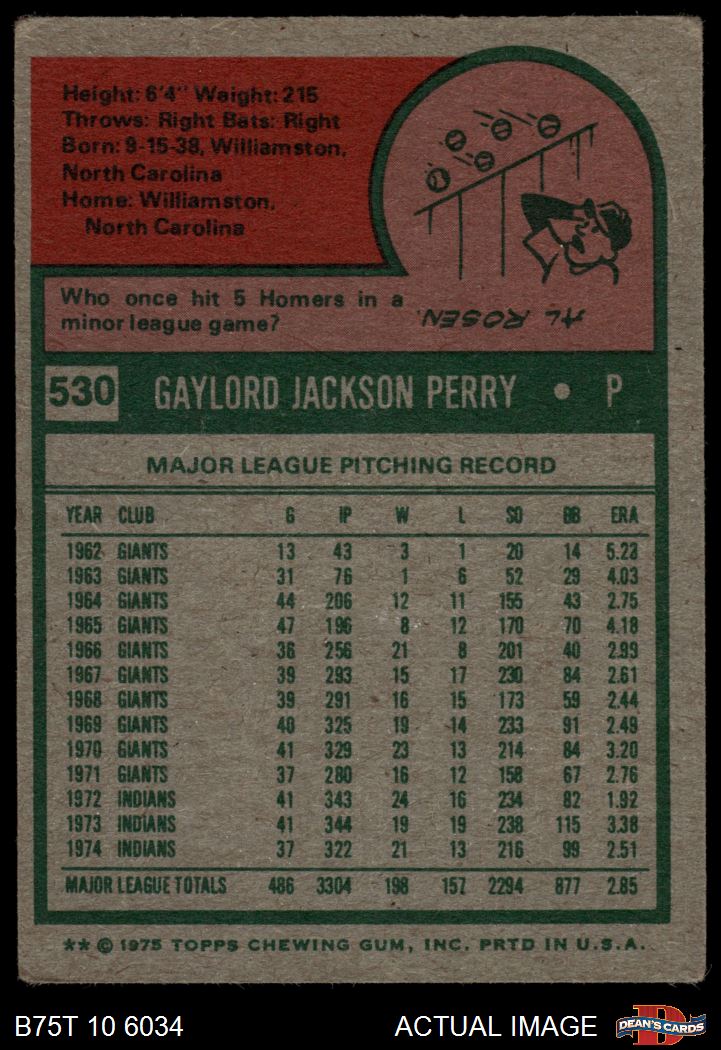 Height: 6'4" Weight: 215
Throws: Right Bats: Right
Born: 9-15-38, Williamston,
North Carolina
Home: Williamston,
North Carolina
Who once hit 5 Homers in a
minor league game?
AL ROSEN.
530 GAYLORD JACKSON PERRY • P
MAJOR LEAGUE PITCHING RECORD
YEAR CLUB G IP W L SO BB ERA
1962 GIANTS 13 43 3 1 20 14 5.23
1963 GIANTS 31 76 1 6 52 29 4.03
1964 GIANTS 44 206 12 11 155 43 2.75
1965 GIANTS 47 196 8 12 170 70 4.18
1966 GIANTS 36 256 21 8 201 40 2.99
1967 GIANTS 39 293 15 17 230 84 2.61
1968 GIANTS 39 291 16 15 173 59 2.44
1969 GIANTS 40 325 19 14 233 91 2.49
1970 GIANTS 41 329 23 13 214 84 3.20
1971 GIANTS 37 280 16 12 158 67 2.76
1972 INDIANS 41 343 24 16 234 82 1.92
1973 INDIANS 41 344 19 19 238 115 3.38
1974 INDIANS 37 322 21 13 216 99 2.51
MAJOR LEAGUE TOTALS 486 3304 198 157 2294 877 2.85
** © 1975 TOPPS CHEWING GUM, INC. PRTD IN U.S.A.
B75T 10 6034 ACTUAL IMAGE DEAN'S CARDS